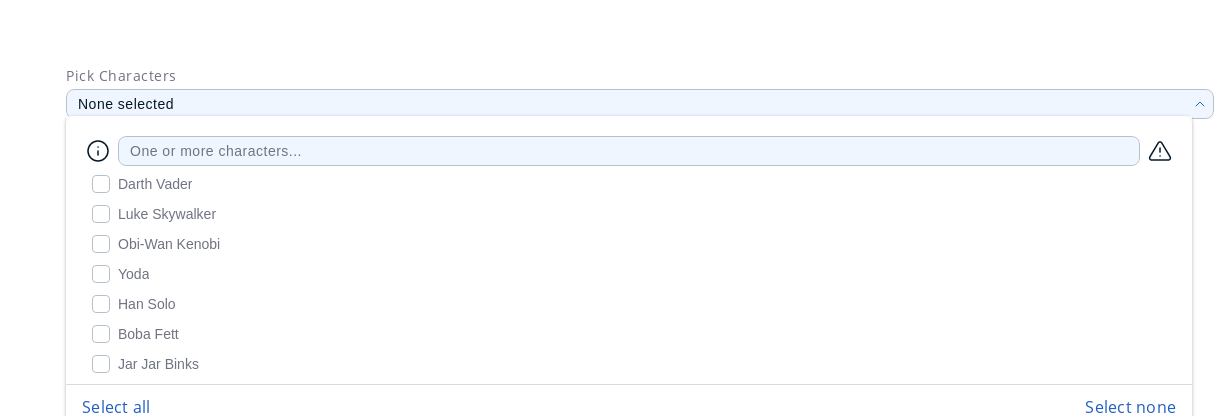 Pick Characters
None selected
One or more characters...
Darth Vader
Luke Skywalker
Obi-Wan Kenobi
Yoda
Han Solo
Boba Fett
Jar Jar Binks
Select all
Select none